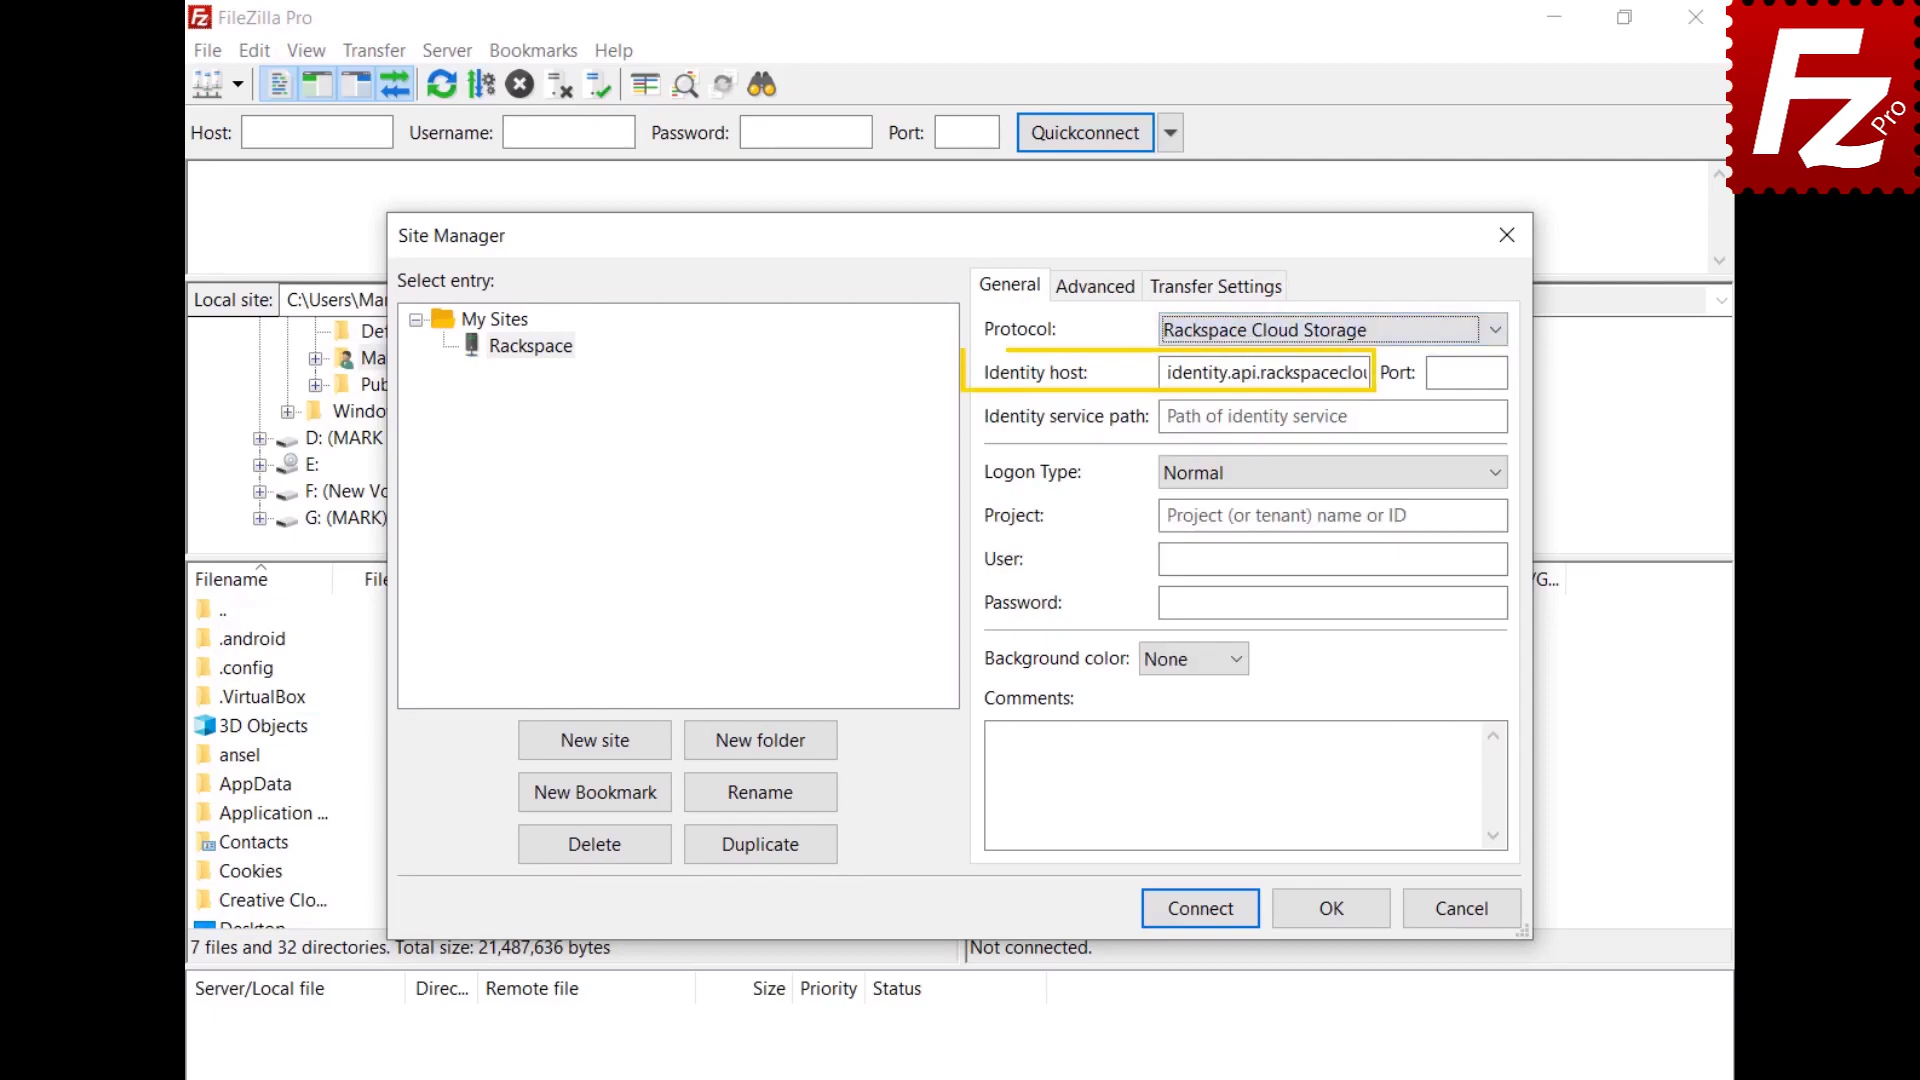 FileZilla Pro
File Edit View Transfer Server Bookmarks Help
Host: Username: Password: Port: Quickconnect
Fz Pro
Site Manager
Select entry:
My Sites
Rackspace
New site New folder
New Bookmark Rename
Delete Duplicate
General Advanced Transfer Settings
Protocol: Rackspace Cloud Storage
Identity host: identity.api.rackspaceclou Port:
Identity service path: Path of identity service
Logon Type: Normal
Project: Project (or tenant) name or ID
User:
Password:
Background color: None
Comments:
Connect OK Cancel
Local site: C:\Users\Mar
Def
Ma
Pub
Windo
D: (MARK
E:
F: (New Vo
G: (MARK)
Filename File
/G...
..
.android
.config
.VirtualBox
3D Objects
ansel
AppData
Application ...
Contacts
Cookies
Creative Clo...
Desktop
7 files and 32 directories. Total size: 21,487,636 bytes
Not connected.
Server/Local file Direc... Remote file Size Priority Status